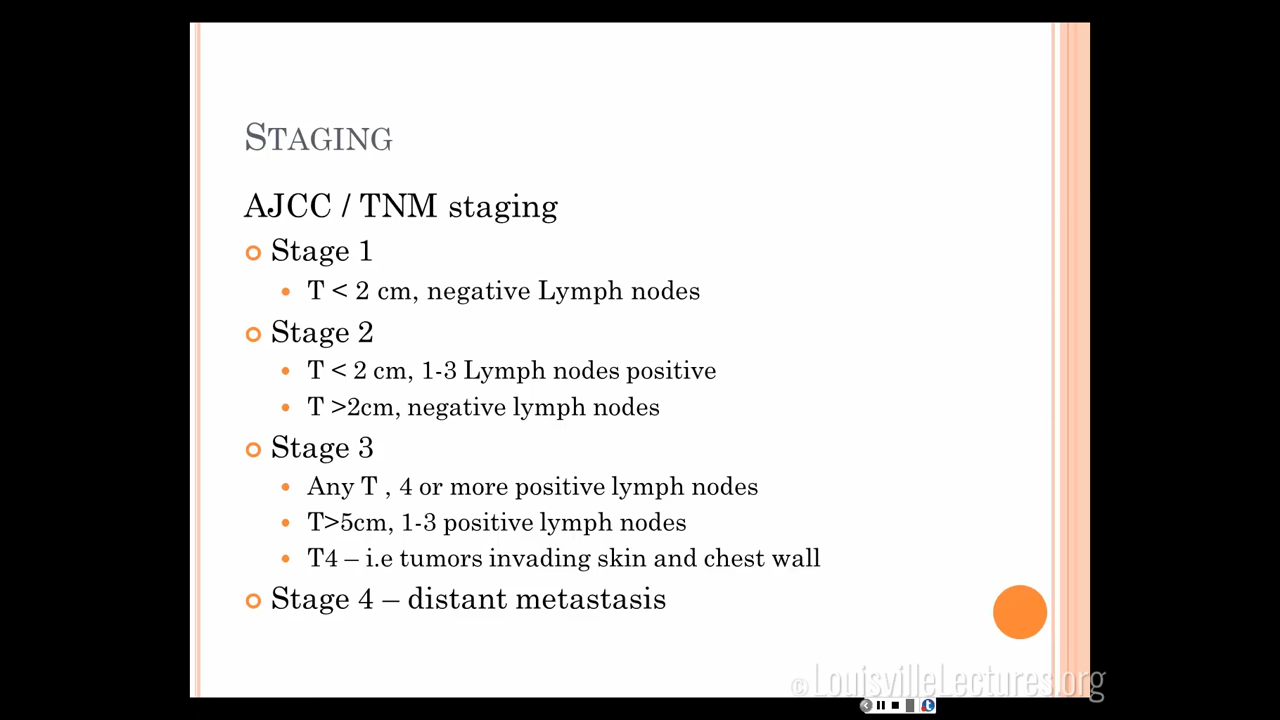 STAGING
AJCC / TNM staging
Stage 1
T < 2 cm, negative Lymph nodes
Stage 2
T < 2 cm, 1-3 Lymph nodes positive
T >2cm, negative lymph nodes
Stage 3
Any T , 4 or more positive lymph nodes
T>5cm, 1-3 positive lymph nodes
T4 – i.e tumors invading skin and chest wall
Stage 4 – distant metastasis
© LouisvilleLectures.org